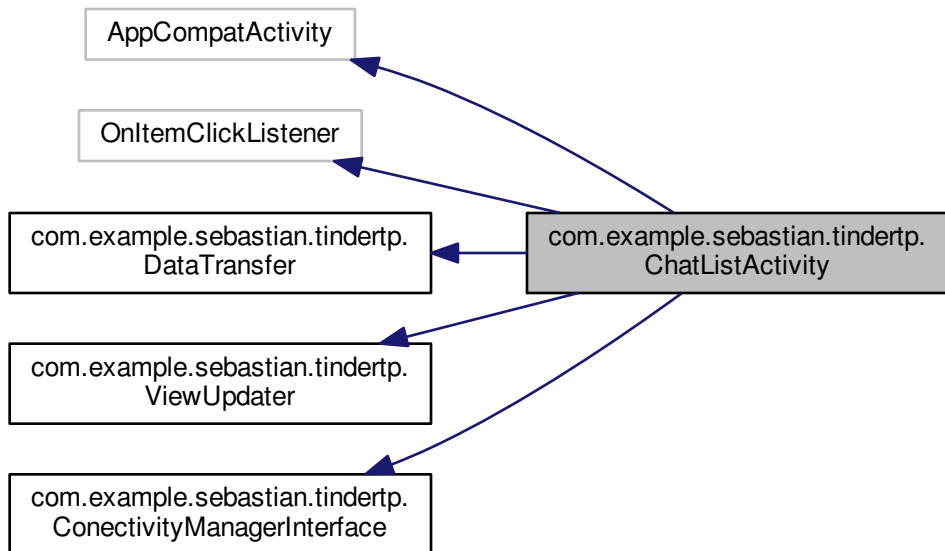 AppCompatActivity
OnItemClickListener
com.example.sebastian.tindertp.
DataTransfer
com.example.sebastian.tindertp.
ChatListActivity
com.example.sebastian.tindertp.
ViewUpdater
com.example.sebastian.tindertp.
ConectivityManagerInterface